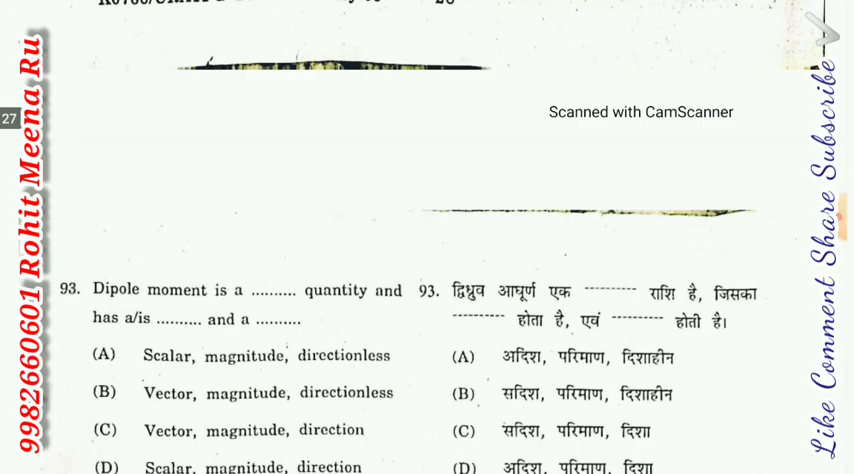 27
Scanned with CamScanner
9982660601 Rohit Meena Ru
Like Comment Share Subscribe
93. Dipole moment is a .......... quantity and
has a/is .......... and a ..........
(A) Scalar, magnitude, directionless
(B) Vector, magnitude, directionless
(C) Vector, magnitude, direction
(D) Scalar, magnitude, direction
93. द्विध्रुव आघूर्ण एक ---------- राशि है, जिसका
---------- होता है, एवं ---------- होती है।
(A) अदिश, परिमाण, दिशाहीन
(B) सदिश, परिमाण, दिशाहीन
(C) सदिश, परिमाण, दिशा
(D) अदिश, परिमाण, दिशा